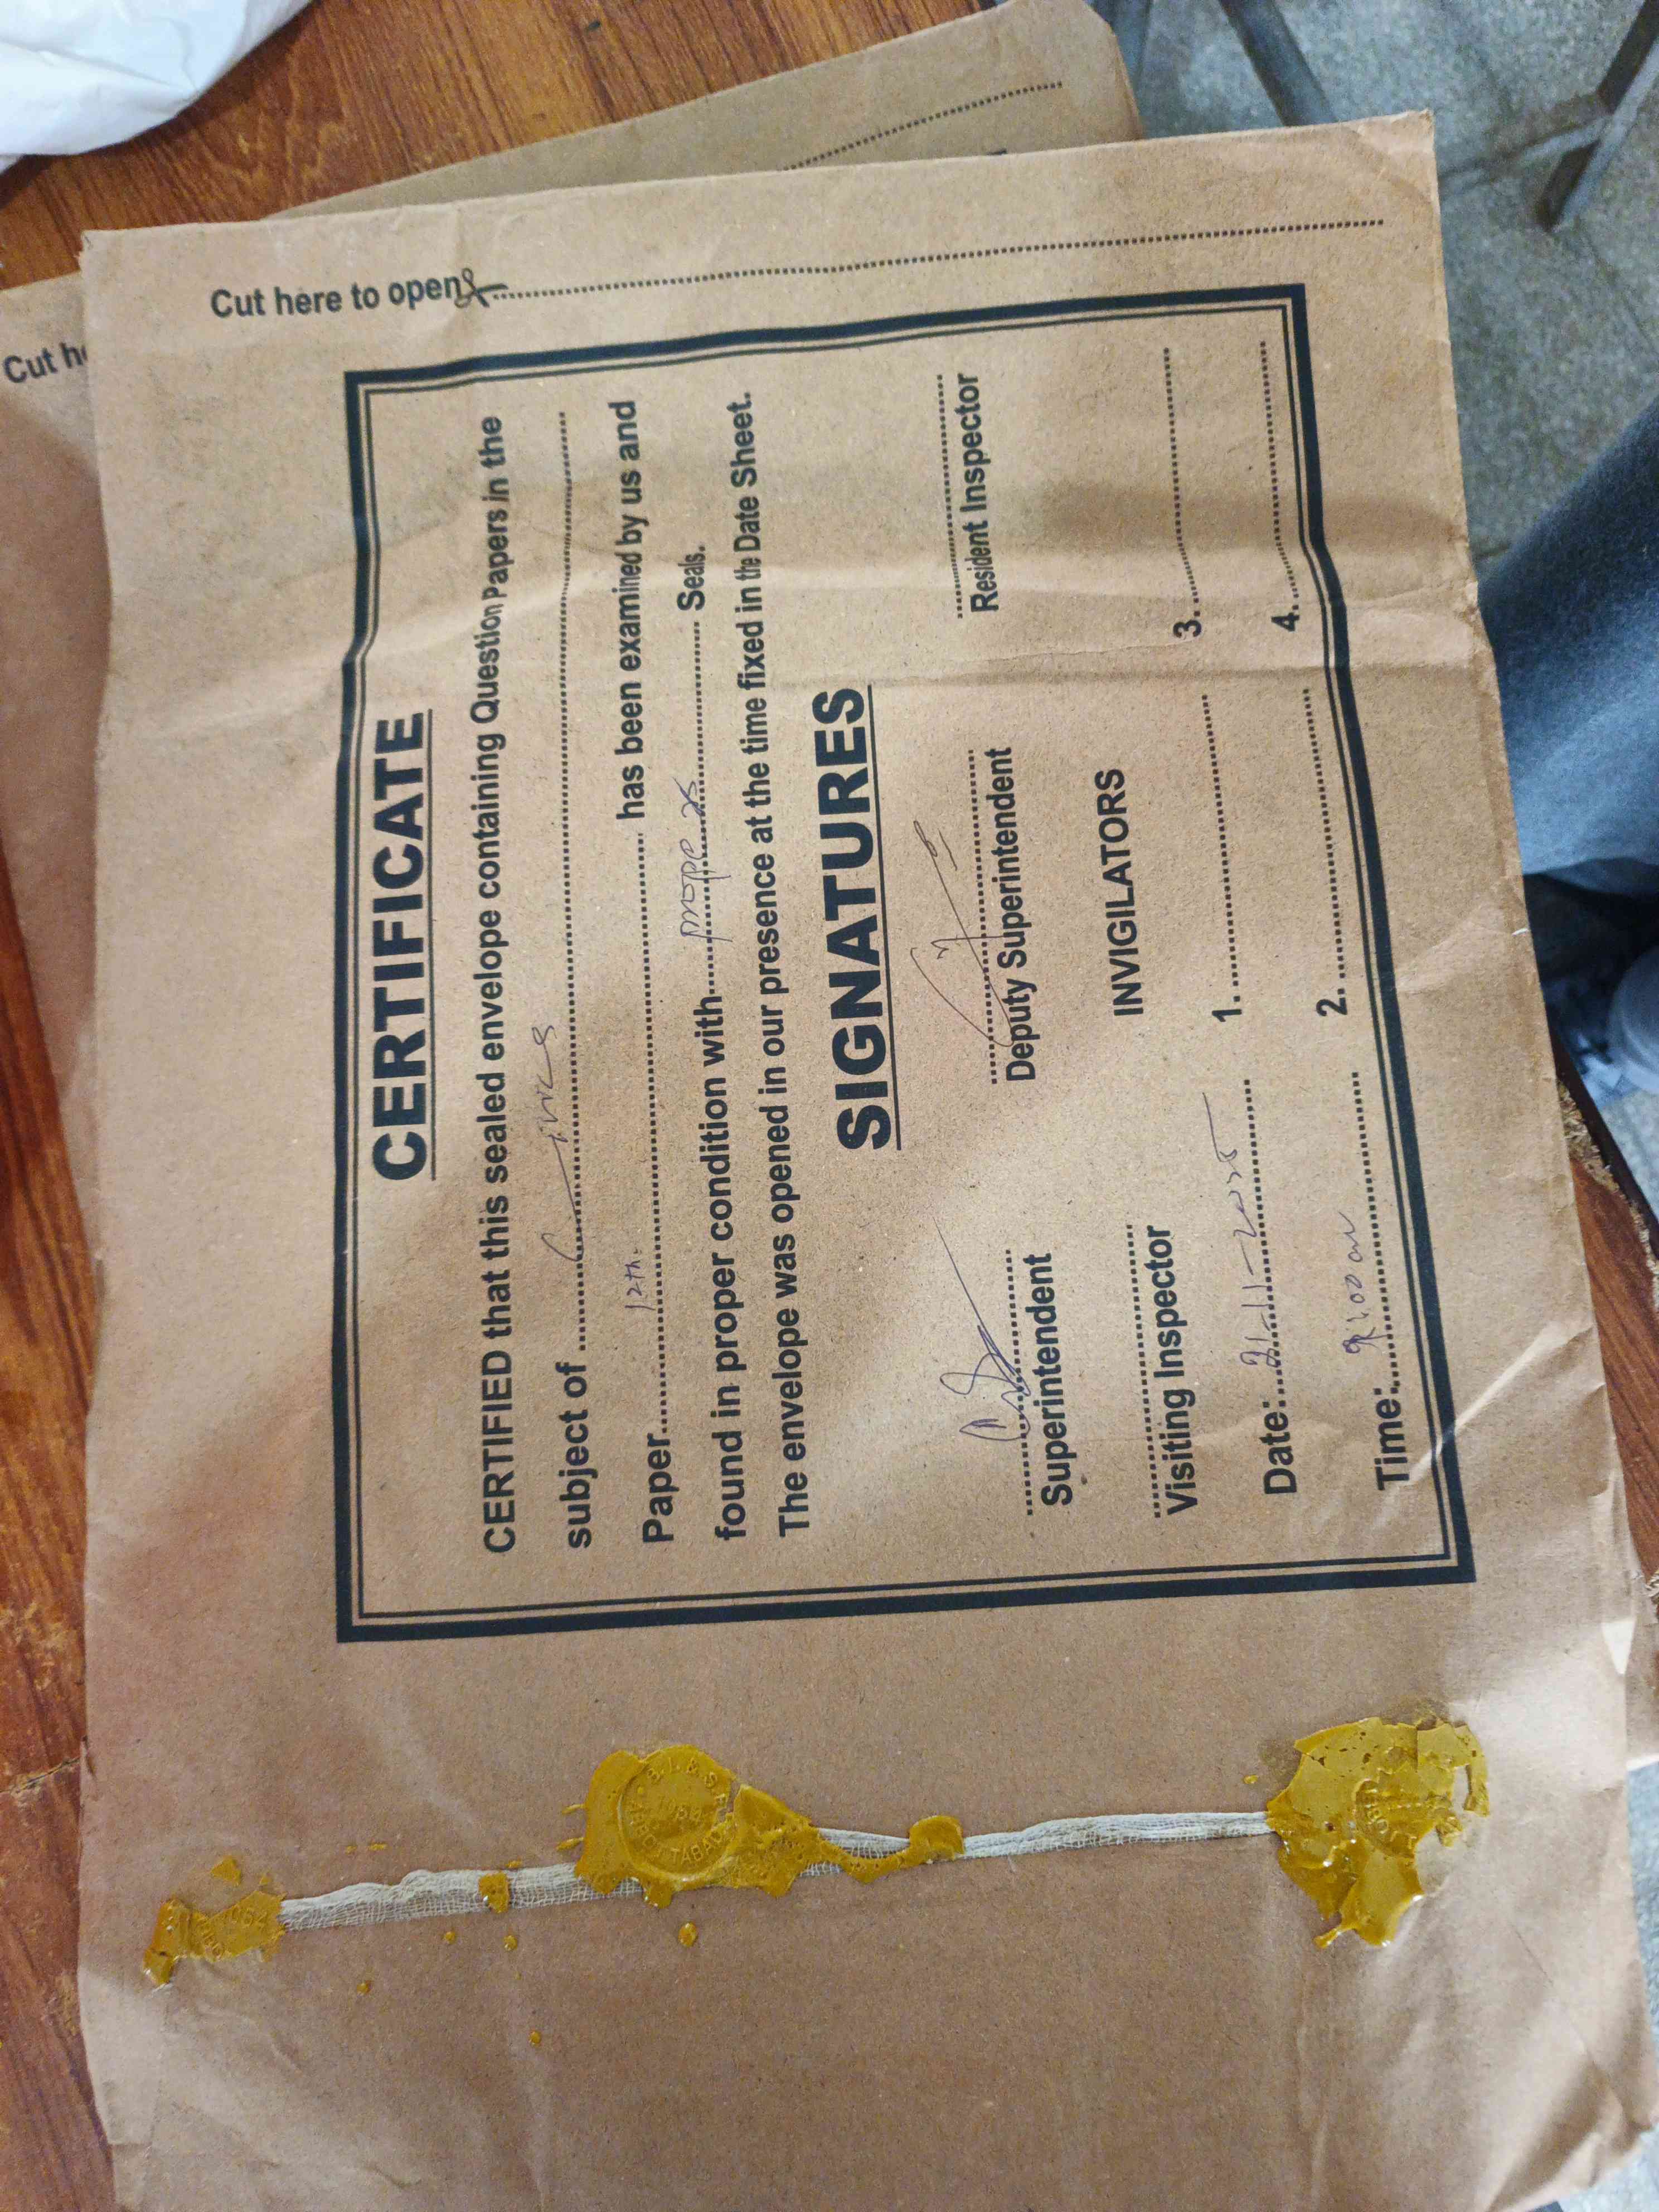 Cut here to open
CERTIFICATE
CERTIFIED that this sealed envelope containing Question Papers in the
subject of Civics
Paper 12th. has been examined by us and
found in proper condition with Seals.
The envelope was opened in our presence at the time fixed in the Date Sheet.
SIGNATURES
Superintendent Deputy Superintendent Resident Inspector
Visiting Inspector INVIGILATORS
Date: 1. 3.
Time: 2. 4.
Cut he
B.I. & S.E
1954